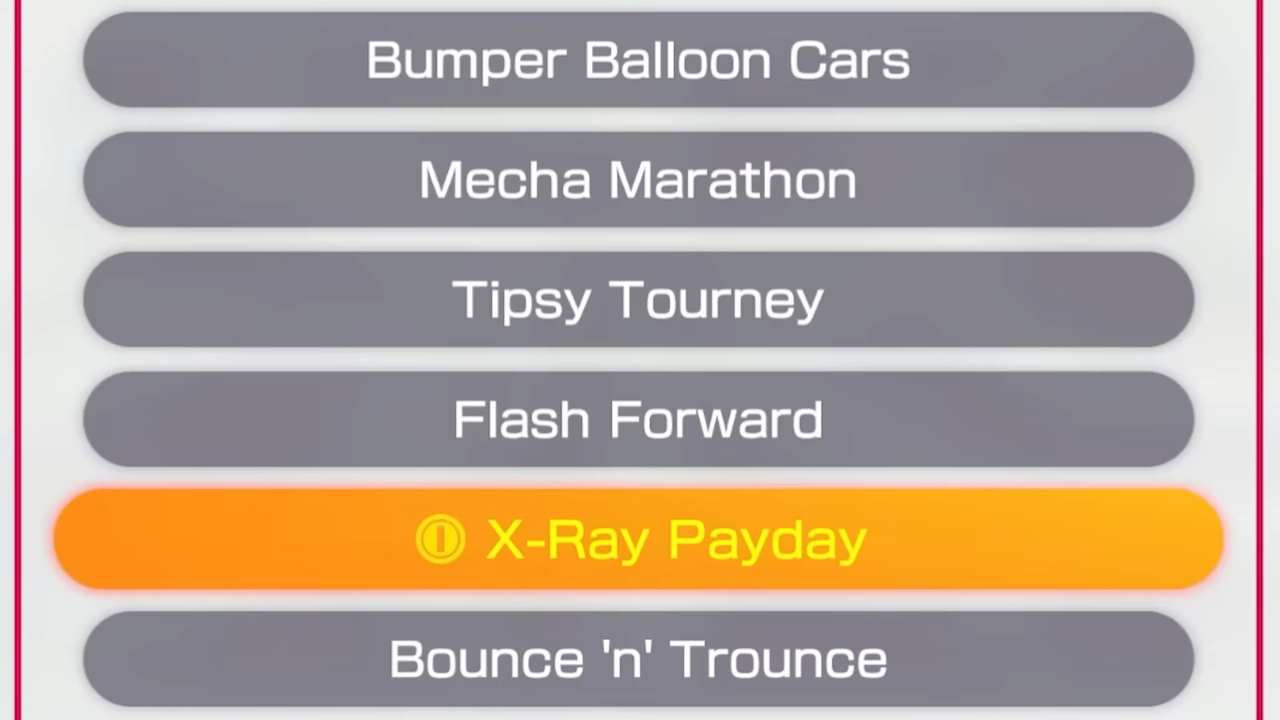 Bumper Balloon Cars
Mecha Marathon
Tipsy Tourney
Flash Forward
X-Ray Payday
Bounce 'n' Trounce